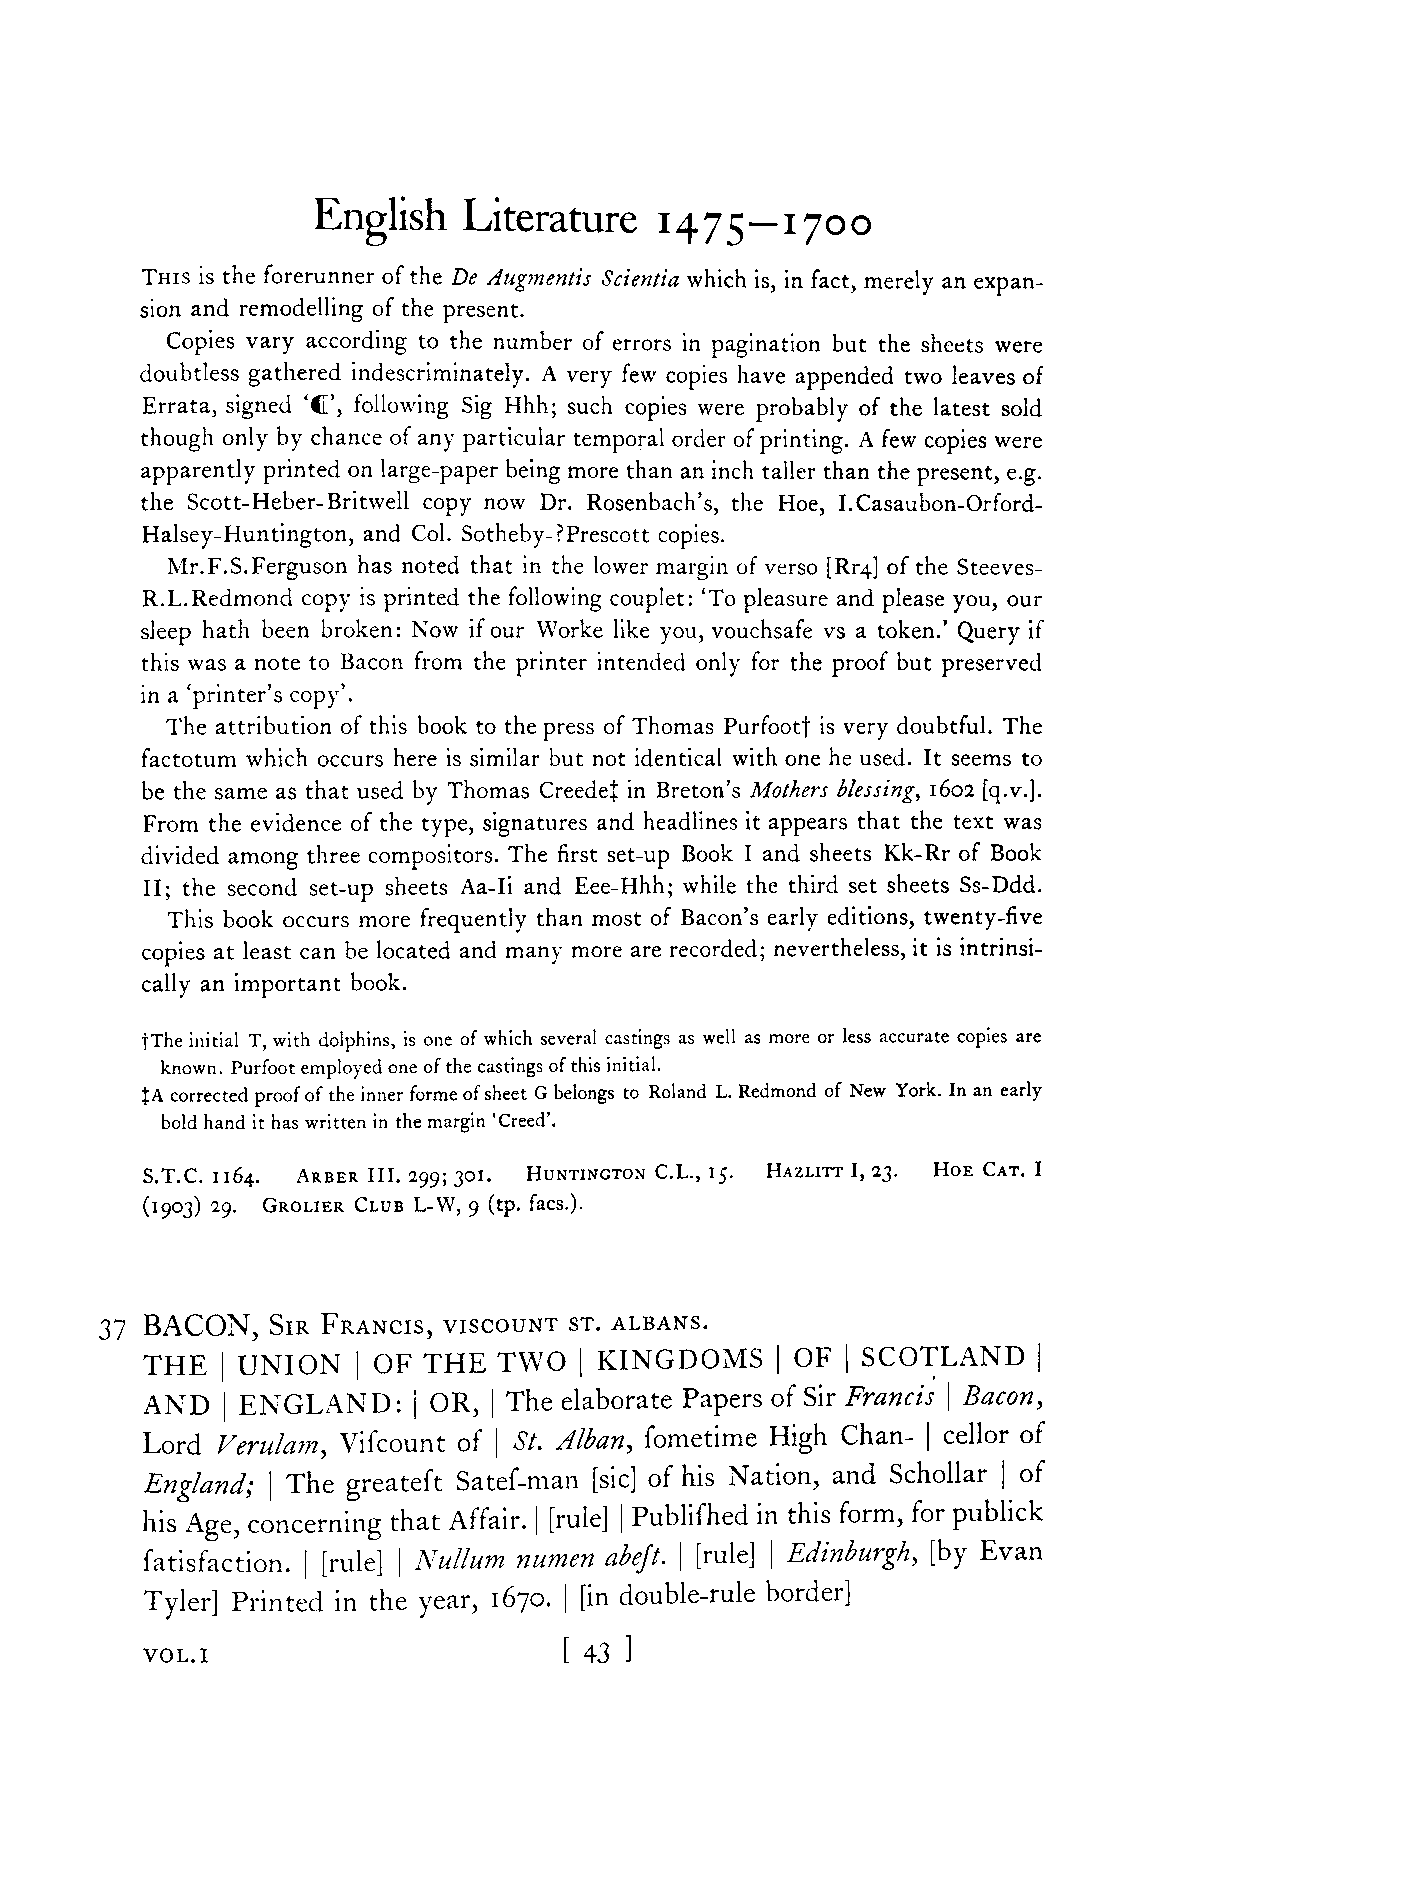 English Literature 1475—1700
THIS is the forerunner of the De Augmentis Scientia which is, in fact, merely an expan-
sion and remodelling of the present.
Copies vary according to the number of errors in pagination but the sheets were
doubtless gathered indescriminately. A very few copies have appended two leaves of
Errata, signed ‘⁋’, following Sig Hhh; such copies were probably of the latest sold
though only by chance of any particular temporal order of printing. A few copies were
apparently printed on large-paper being more than an inch taller than the present, e.g.
the Scott-Heber-Britwell copy now Dr. Rosenbach's, the Hoe, I.Casaubon-Orford-
Halsey-Huntington, and Col. Sotheby-?Prescott copies.
Mr.F.S.Ferguson has noted that in the lower margin of verso [Rr4] of the Steeves-
R.L.Redmond copy is printed the following couplet: ‘To pleasure and please you, our
sleep hath been broken: Now if our Worke like you, vouchsafe vs a token.’ Query if
this was a note to Bacon from the printer intended only for the proof but preserved
in a ‘printer's copy’.
The attribution of this book to the press of Thomas Purfoot† is very doubtful. The
factotum which occurs here is similar but not identical with one he used. It seems to
be the same as that used by Thomas Creede‡ in Breton's Mothers blessing, 1602 [q.v.].
From the evidence of the type, signatures and headlines it appears that the text was
divided among three compositors. The first set-up Book I and sheets Kk-Rr of Book
II; the second set-up sheets Aa-Ii and Eee-Hhh; while the third set sheets Ss-Ddd.
This book occurs more frequently than most of Bacon's early editions, twenty-five
copies at least can be located and many more are recorded; nevertheless, it is intrinsi-
cally an important book.
†The initial T, with dolphins, is one of which several castings as well as more or less accurate copies are
known. Purfoot employed one of the castings of this initial.
‡A corrected proof of the inner forme of sheet G belongs to Roland L. Redmond of New York. In an early
bold hand it has written in the margin ‘Creed’.
S.T.C. 1164. ARBER III. 299; 301. HUNTINGTON C.L., 15. HAZLITT I, 23. HOE CAT. I
(1903) 29. GROLIER CLUB L-W, 9 (tp. facs.).
37 BACON, SIR FRANCIS, VISCOUNT ST. ALBANS.
THE | UNION | OF THE TWO | KINGDOMS | OF | SCOTLAND |
AND | ENGLAND: | OR, | The elaborate Papers of Sir Francis | Bacon,
Lord Verulam, Viſcount of | St. Alban, ſometime High Chan- | cellor of
England; | The greateſt Sateſ-man [sic] of his Nation, and Schollar | of
his Age, concerning that Affair. | [rule] | Publiſhed in this form, for publick
ſatisfaction. | [rule] | Nullum numen abeſt. | [rule] | Edinburgh, [by Evan
Tyler] Printed in the year, 1670. | [in double-rule border]
VOL.I [ 43 ]